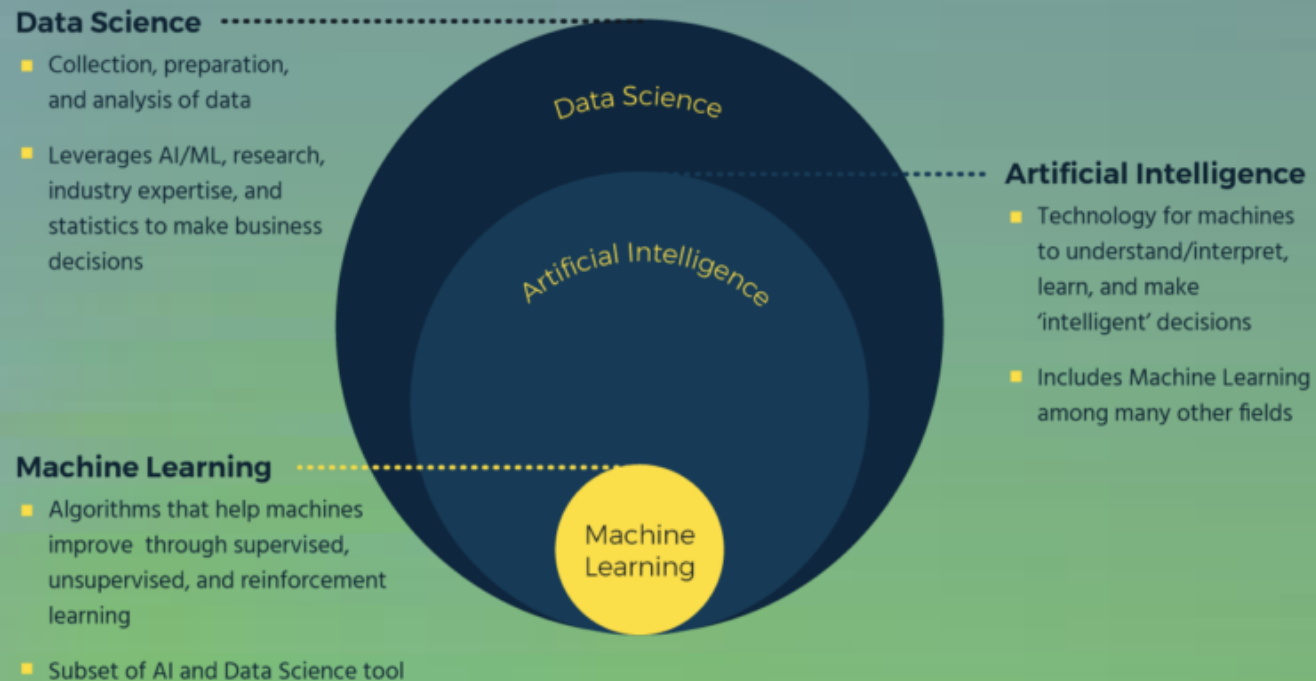 Data Science
Collection, preparation,
and analysis of data
Leverages AI/ML, research,
industry expertise, and
statistics to make business
decisions
Data Science
Artificial Intelligence
Artificial Intelligence
Technology for machines
to understand/interpret,
learn, and make
‘intelligent’ decisions
Includes Machine Learning
among many other fields
Machine Learning
Algorithms that help machines
improve through supervised,
unsupervised, and reinforcement
learning
Subset of AI and Data Science tool
Machine
Learning